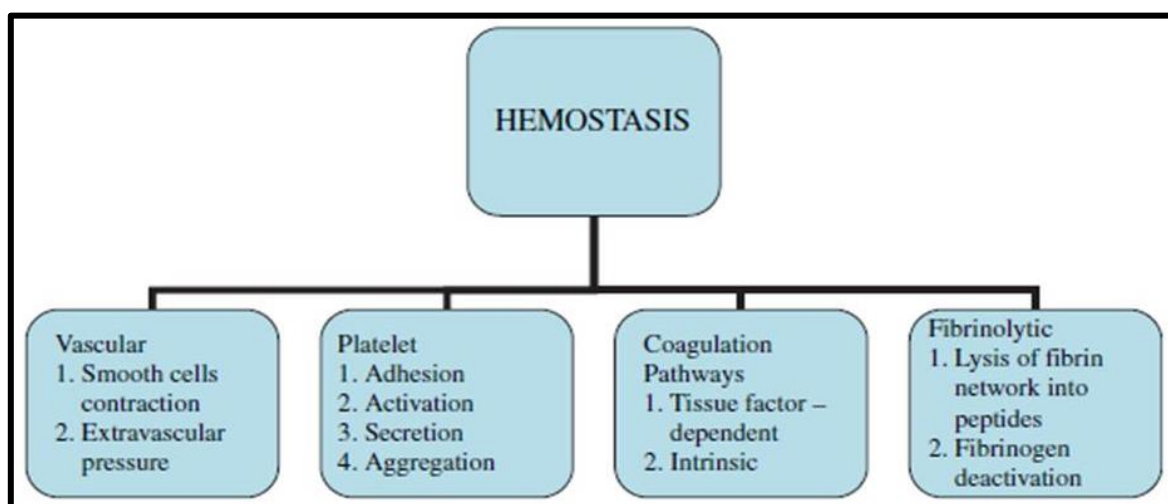 HEMOSTASIS
Vascular
1. Smooth cells
contraction
2. Extravascular
pressure
Platelet
1. Adhesion
2. Activation
3. Secretion
4. Aggregation
Coagulation
Pathways
1. Tissue factor –
dependent
2. Intrinsic
Fibrinolytic
1. Lysis of fibrin
network into
peptides
2. Fibrinogen
deactivation